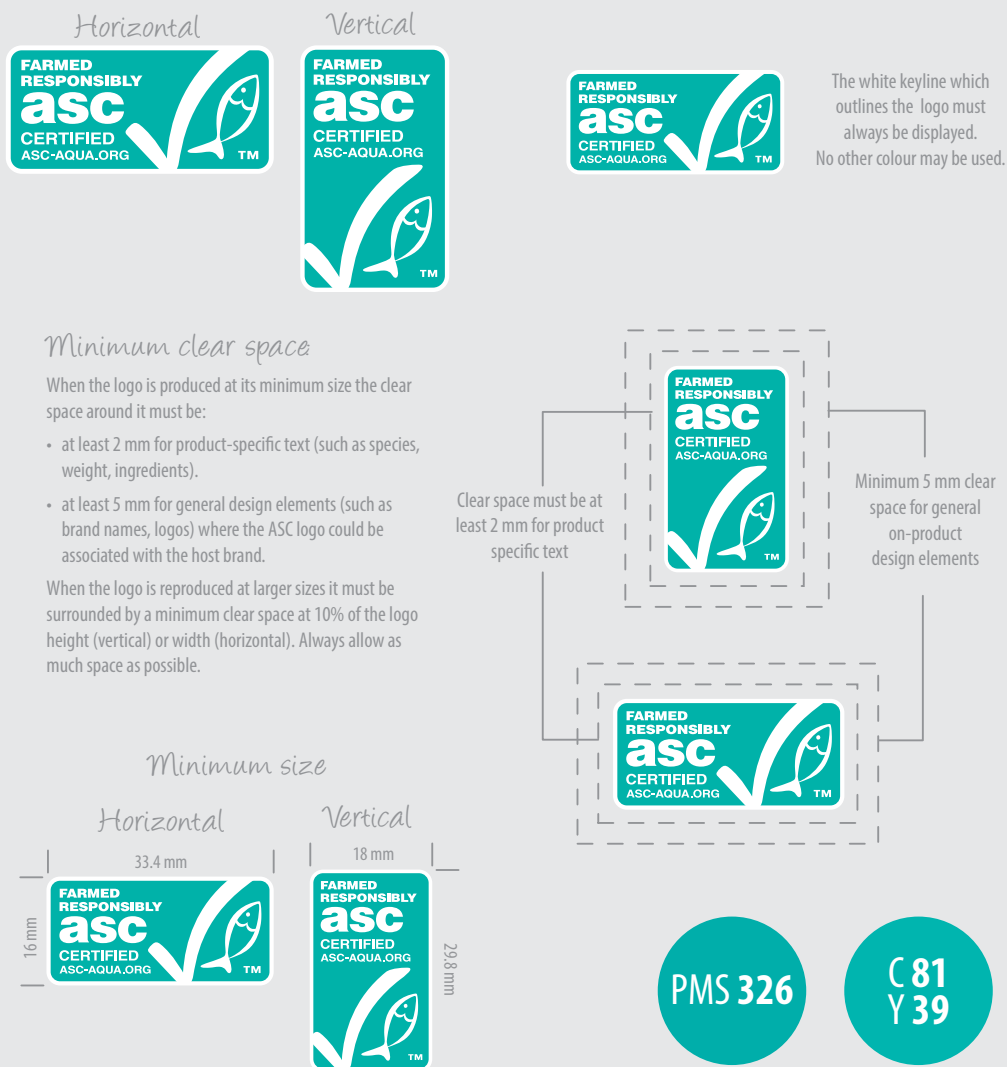 Horizontal
Vertical
FARMED
RESPONSIBLY
asc
CERTIFIED
ASC-AQUA.ORG
TM
FARMED
RESPONSIBLY
asc
CERTIFIED
ASC-AQUA.ORG
TM
FARMED
RESPONSIBLY
asc
CERTIFIED
ASC-AQUA.ORG
TM
The white keyline which
outlines the logo must
always be displayed.
No other colour may be used.
Minimum clear space
When the logo is produced at its minimum size the clear
space around it must be:
• at least 2 mm for product-specific text (such as species,
weight, ingredients).
• at least 5 mm for general design elements (such as
brand names, logos) where the ASC logo could be
associated with the host brand.
When the logo is reproduced at larger sizes it must be
surrounded by a minimum clear space at 10% of the logo
height (vertical) or width (horizontal). Always allow as
much space as possible.
Clear space must be at
least 2 mm for product
specific text
FARMED
RESPONSIBLY
asc
CERTIFIED
ASC-AQUA.ORG
TM
Minimum 5 mm clear
space for general
on-product
design elements
FARMED
RESPONSIBLY
asc
CERTIFIED
ASC-AQUA.ORG
TM
Minimum size
Horizontal
Vertical
33.4 mm
16 mm
FARMED
RESPONSIBLY
asc
CERTIFIED
ASC-AQUA.ORG
TM
18 mm
29.8 mm
FARMED
RESPONSIBLY
asc
CERTIFIED
ASC-AQUA.ORG
TM
PMS 326
C 81
Y 39